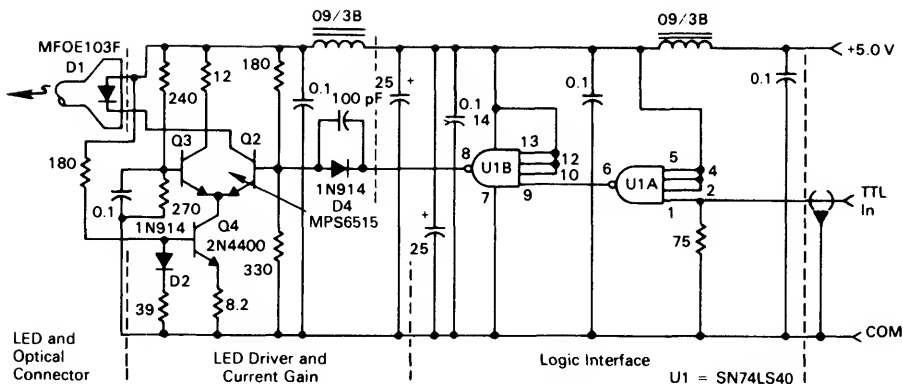 09/3B
09/3B
MFOE103F
D1
+5.0 V
180
12
240
0.1
100 pF
25 +
0.1
14
0.1
0.1
Q3
Q2
180
8
U1B
13
12
10
9
7
6
U1A
5
4
2
1
TTL
In
1N914
D4
MPS6515
0.1
270
1N914
Q4
2N4400
D2
330
+
25
75
39
8.2
COM
LED and
Optical
Connector
LED Driver and
Current Gain
Logic Interface
U1 = SN74LS40